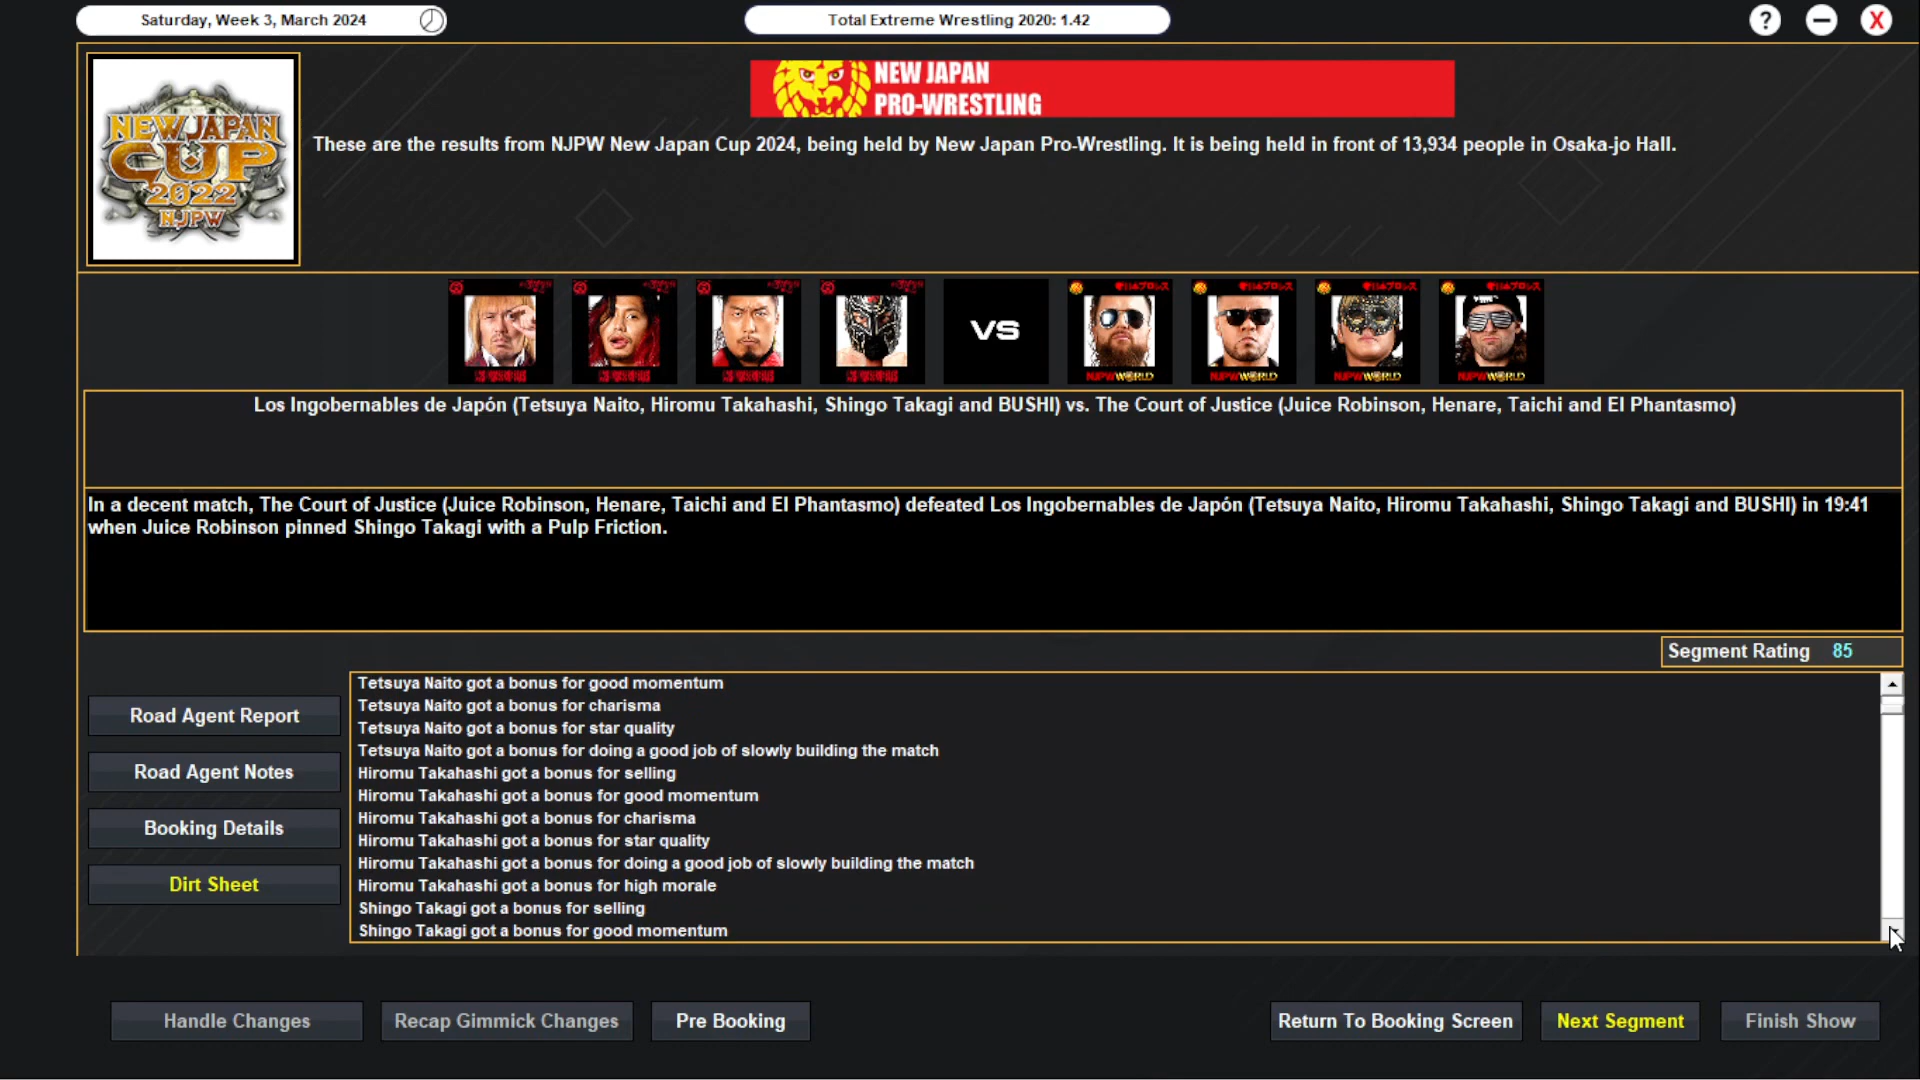 Saturday, Week 3, March 2024
Total Extreme Wrestling 2020: 1.42
?
X
NEW JAPAN
CUP
2022
NJPW
NEW JAPAN
PRO-WRESTLING
These are the results from NJPW New Japan Cup 2024, being held by New Japan Pro-Wrestling. It is being held in front of 13,934 people in Osaka-jo Hall.
VS
NJPWWORLD
NJPWWORLD
NJPWWORLD
NJPWWORLD
Los Ingobernables de Japón (Tetsuya Naito, Hiromu Takahashi, Shingo Takagi and BUSHI) vs. The Court of Justice (Juice Robinson, Henare, Taichi and El Phantasmo)
In a decent match, The Court of Justice (Juice Robinson, Henare, Taichi and El Phantasmo) defeated Los Ingobernables de Japón (Tetsuya Naito, Hiromu Takahashi, Shingo Takagi and BUSHI) in 19:41
when Juice Robinson pinned Shingo Takagi with a Pulp Friction.
Segment Rating 85
Road Agent Report
Road Agent Notes
Booking Details
Dirt Sheet
Tetsuya Naito got a bonus for good momentum
Tetsuya Naito got a bonus for charisma
Tetsuya Naito got a bonus for star quality
Tetsuya Naito got a bonus for doing a good job of slowly building the match
Hiromu Takahashi got a bonus for selling
Hiromu Takahashi got a bonus for good momentum
Hiromu Takahashi got a bonus for charisma
Hiromu Takahashi got a bonus for star quality
Hiromu Takahashi got a bonus for doing a good job of slowly building the match
Hiromu Takahashi got a bonus for high morale
Shingo Takagi got a bonus for selling
Shingo Takagi got a bonus for good momentum
Handle Changes
Recap Gimmick Changes
Pre Booking
Return To Booking Screen
Next Segment
Finish Show